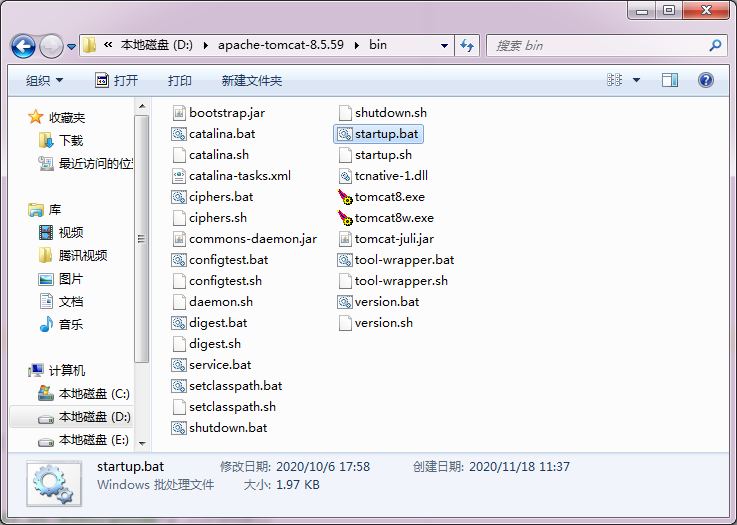 « 本地磁盘 (D:) ▸ apache-tomcat-8.5.59 ▸ bin
搜索 bin
组织 打开 打印 新建文件夹
收藏夹
下载
最近访问的位
库
视频
腾讯视频
图片
文档
音乐
计算机
本地磁盘 (C:)
本地磁盘 (D:)
本地磁盘 (E:)
bootstrap.jar
catalina.bat
catalina.sh
catalina-tasks.xml
ciphers.bat
ciphers.sh
commons-daemon.jar
configtest.bat
configtest.sh
daemon.sh
digest.bat
digest.sh
service.bat
setclasspath.bat
setclasspath.sh
shutdown.bat
shutdown.sh
startup.bat
startup.sh
tcnative-1.dll
tomcat8.exe
tomcat8w.exe
tomcat-juli.jar
tool-wrapper.bat
tool-wrapper.sh
version.bat
version.sh
startup.bat 修改日期: 2020/10/6 17:58 创建日期: 2020/11/18 11:37
Windows 批处理文件 大小: 1.97 KB